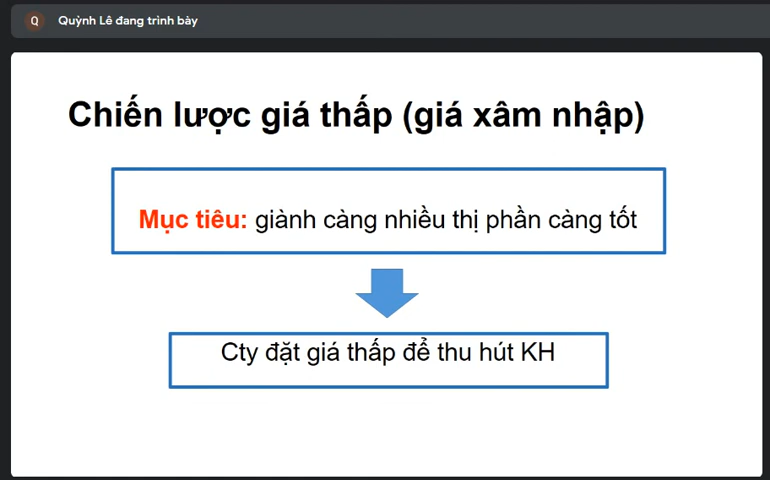 Q Quỳnh Lê đang trình bày
Chiến lược giá thấp (giá xâm nhập)
Mục tiêu: giành càng nhiều thị phần càng tốt
Cty đặt giá thấp để thu hút KH